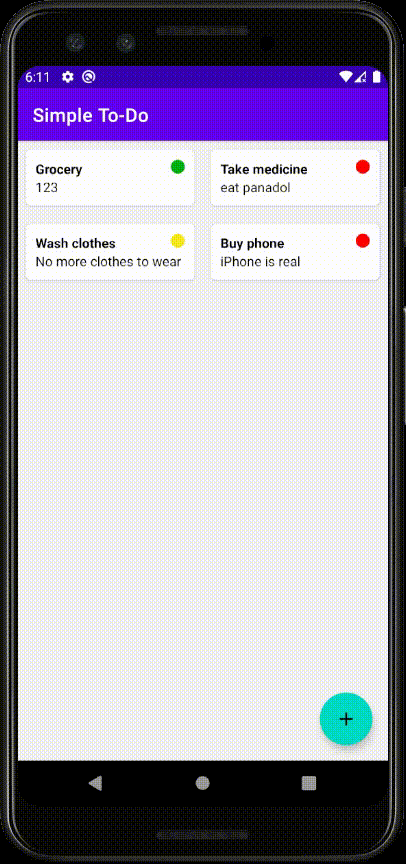 6:11
Simple To-Do
Grocery
123
Take medicine
eat panadol
Wash clothes
No more clothes to wear
Buy phone
iPhone is real
+